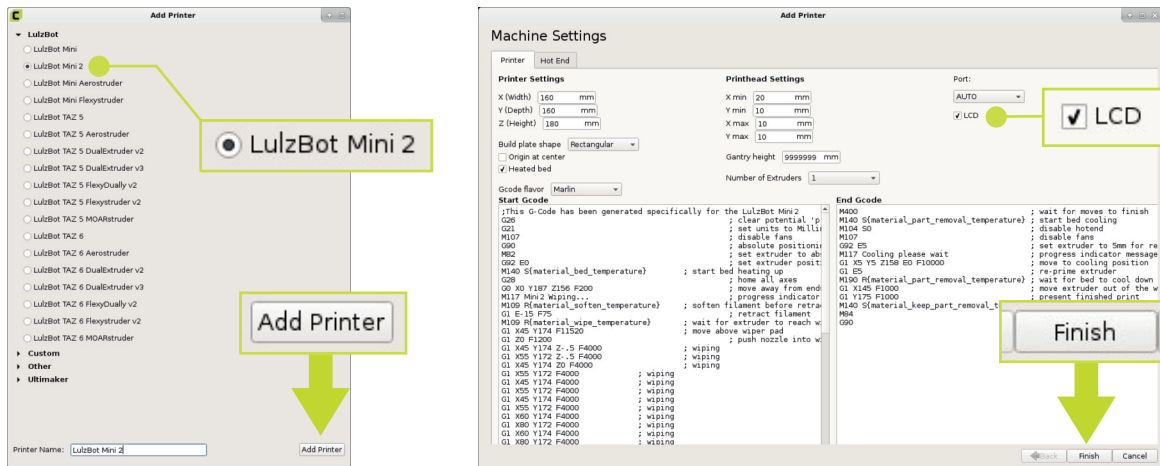 Add Printer
LulzBot
LulzBot Mini
LulzBot Mini 2
LulzBot Mini Aerostruder
LulzBot Mini Flexystruder
LulzBot TAZ 5
LulzBot TAZ 5 Aerostruder
LulzBot TAZ 5 DualExtruder v2
LulzBot TAZ 5 DualExtruder v3
LulzBot TAZ 5 FlexyDually v2
LulzBot TAZ 5 Flexystruder v2
LulzBot TAZ 5 MOARstruder
LulzBot TAZ 6
LulzBot TAZ 6 Aerostruder
LulzBot TAZ 6 DualExtruder v2
LulzBot TAZ 6 DualExtruder v3
LulzBot TAZ 6 FlexyDually v2
LulzBot TAZ 6 Flexystruder v2
LulzBot TAZ 6 MOARstruder
Custom
Other
Ultimaker
LulzBot Mini 2
Add Printer
Printer Name: LulzBot Mini 2
Add Printer
Add Printer
Machine Settings
Printer Hot End
Printer Settings
X (Width) 160 mm
Y (Depth) 160 mm
Z (Height) 180 mm
Build plate shape Rectangular
Origin at center
Heated bed
Gcode flavor Marlin
Printhead Settings
X min 20 mm
Y min 10 mm
X max 10 mm
Y max 10 mm
Gantry height 9999999 mm
Number of Extruders 1
Port:
AUTO
LCD
LCD
Start Gcode
;This G-Code has been generated specifically for the LulzBot Mini 2
G26 ; clear potential 'p
G21 ; set units to Milli
M107 ; disable fans
G90 ; absolute positionin
M82 ; set extruder to abs
G92 E0 ; set extruder posit
M140 S{material_bed_temperature} ; start bed heating up
G28 ; home all axes
G0 X0 Y187 Z156 F200 ; move away from ends
M117 Mini 2 Wiping... ; progress indicator
M109 R{material_soften_temperature} ; soften filament before retrac
G1 E-15 F75 ; retract filament
M109 R{material_wipe_temperature} ; wait for extruder to reach w
G1 X45 Y174 F11520 ; move above wiper pad
G1 Z0 F1200 ; push nozzle into w
G1 X45 Y174 Z-.5 F4000 ; wiping
G1 X55 Y172 Z-.5 F4000 ; wiping
G1 X45 Y174 Z0 F4000 ; wiping
G1 X55 Y172 F4000 ; wiping
G1 X45 Y174 F4000 ; wiping
G1 X55 Y172 F4000 ; wiping
G1 X45 Y174 F4000 ; wiping
G1 X55 Y172 F4000 ; wiping
G1 X60 Y174 F4000 ; wiping
G1 X80 Y172 F4000 ; wiping
G1 X60 Y174 F4000 ; wiping
G1 X80 Y172 F4000 ; wiping
End Gcode
M400 ; wait for moves to finish
M140 S{material_part_removal_temperature} ; start bed cooling
M104 S0 ; disable hotend
M107 ; disable fans
G92 E5 ; set extruder to 5mm for re
M117 Cooling please wait ; progress indicator message
G1 X5 Y5 Z158 E0 F10000 ; move to cooling position
G1 E5 ; re-prime extruder
M190 R{material_part_removal_temperature} ; wait for bed to cool down
G1 X145 F1000 ; move extruder out of the w
G1 Y175 F1000 ; present finished print
M140 S{material_keep_part_removal_t
M84
G90
Finish
Back Finish Cancel